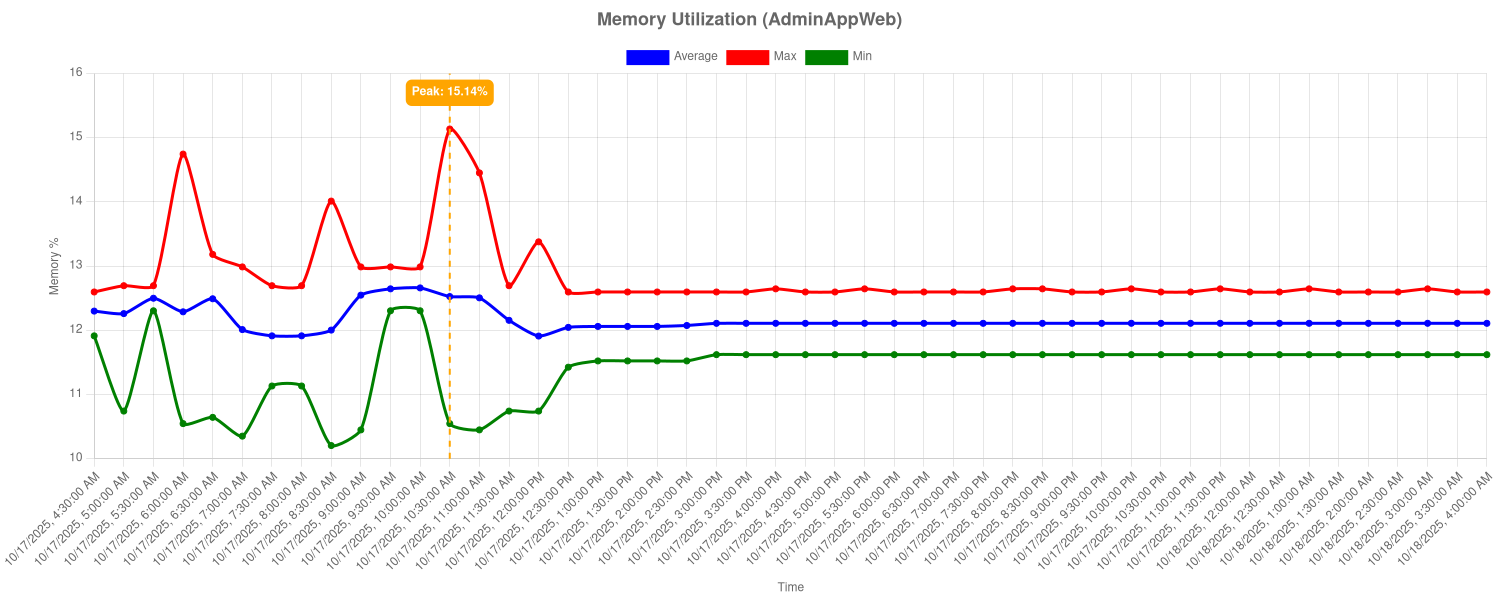 Memory Utilization (AdminAppWeb)
Average Max Min
Peak: 15.14%
16
15
14
13
12
11
10
Memory %
10/17/2025, 4:30:00 AM
10/17/2025, 5:00:00 AM
10/17/2025, 5:30:00 AM
10/17/2025, 6:00:00 AM
10/17/2025, 6:30:00 AM
10/17/2025, 7:00:00 AM
10/17/2025, 7:30:00 AM
10/17/2025, 8:00:00 AM
10/17/2025, 8:30:00 AM
10/17/2025, 9:00:00 AM
10/17/2025, 9:30:00 AM
10/17/2025, 10:00:00 AM
10/17/2025, 10:30:00 AM
10/17/2025, 11:00:00 AM
10/17/2025, 11:30:00 AM
10/17/2025, 12:00:00 PM
10/17/2025, 12:30:00 PM
10/17/2025, 1:00:00 PM
10/17/2025, 1:30:00 PM
10/17/2025, 2:00:00 PM
10/17/2025, 2:30:00 PM
10/17/2025, 3:00:00 PM
10/17/2025, 3:30:00 PM
10/17/2025, 4:00:00 PM
10/17/2025, 4:30:00 PM
10/17/2025, 5:00:00 PM
10/17/2025, 5:30:00 PM
10/17/2025, 6:00:00 PM
10/17/2025, 6:30:00 PM
10/17/2025, 7:00:00 PM
10/17/2025, 7:30:00 PM
10/17/2025, 8:00:00 PM
10/17/2025, 8:30:00 PM
10/17/2025, 9:00:00 PM
10/17/2025, 9:30:00 PM
10/17/2025, 10:00:00 PM
10/17/2025, 10:30:00 PM
10/17/2025, 11:00:00 PM
10/17/2025, 11:30:00 PM
10/18/2025, 12:00:00 AM
10/18/2025, 12:30:00 AM
10/18/2025, 1:00:00 AM
10/18/2025, 1:30:00 AM
10/18/2025, 2:00:00 AM
10/18/2025, 2:30:00 AM
10/18/2025, 3:00:00 AM
10/18/2025, 3:30:00 AM
10/18/2025, 4:00:00 AM
Time